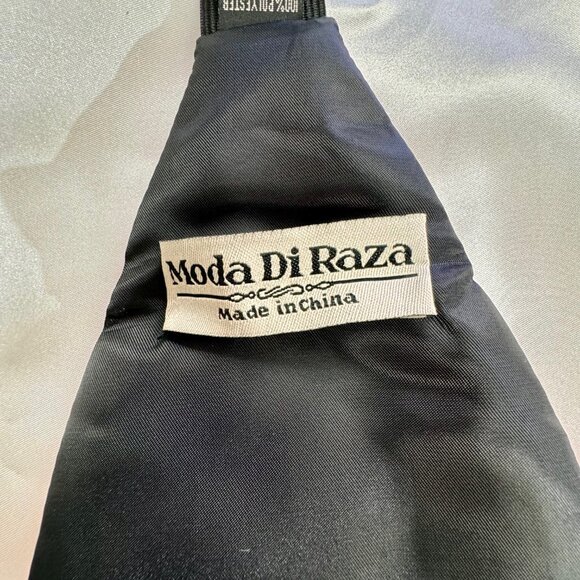 100% POLYESTER
Moda Di Raza
Made in China